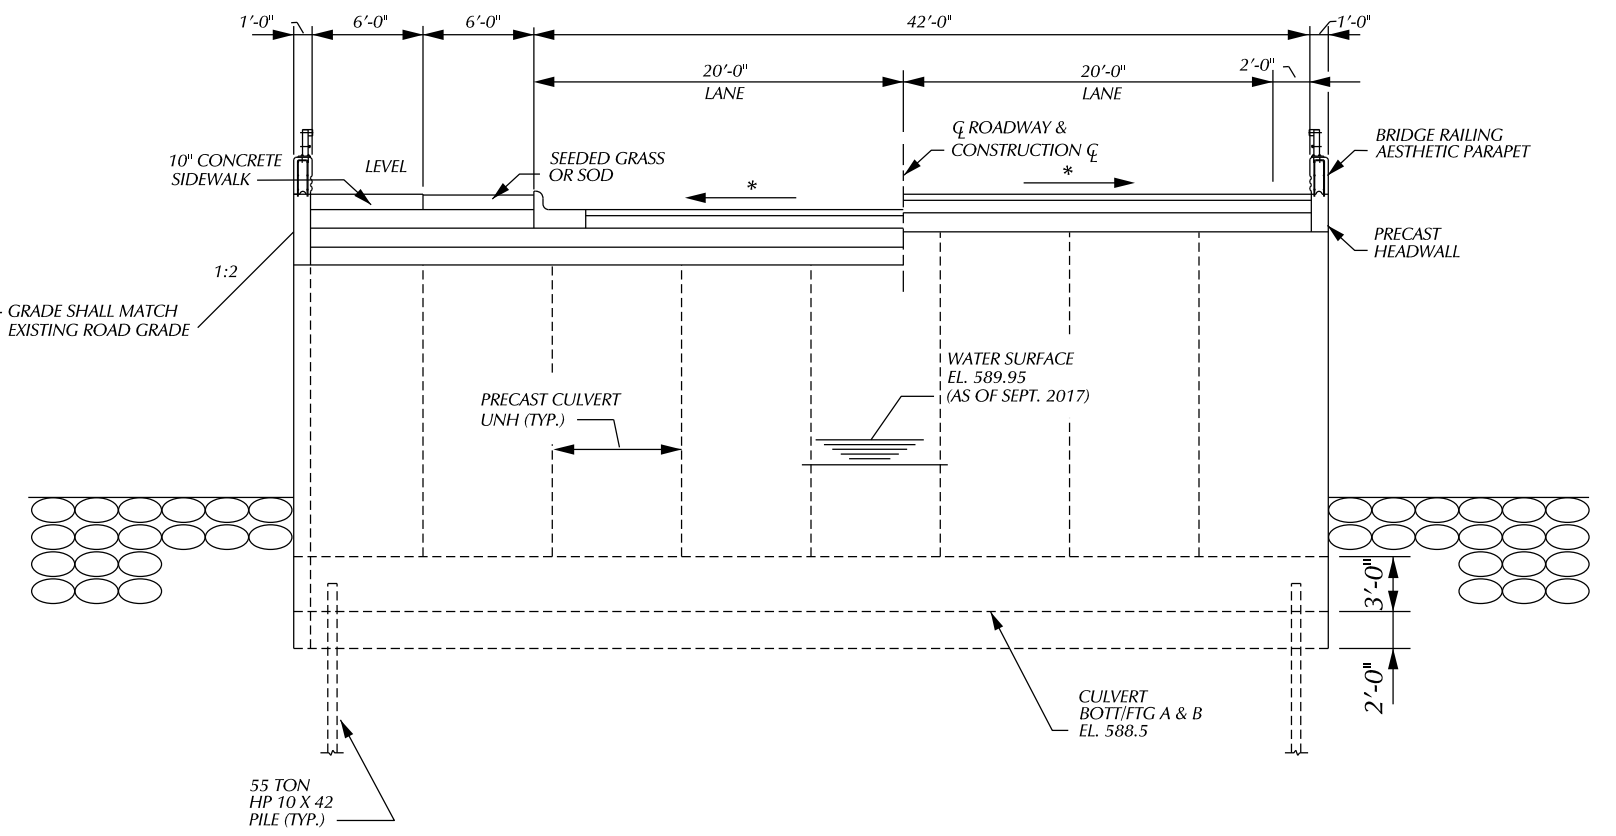 1'-0"
6'-0"
6'-0"
42'-0"
1'-0"
20'-0"
LANE
20'-0"
LANE
2'-0"
℄ ROADWAY &
CONSTRUCTION ℄
BRIDGE RAILING
AESTHETIC PARAPET
10" CONCRETE
SIDEWALK
LEVEL
SEEDED GRASS
OR SOD
*
*
PRECAST
HEADWALL
1:2
- GRADE SHALL MATCH
EXISTING ROAD GRADE
WATER SURFACE
EL. 589.95
(AS OF SEPT. 2017)
PRECAST CULVERT
UNH (TYP.)
3'-0"
2'-0"
CULVERT
BOTT/FTG A & B
EL. 588.5
55 TON
HP 10 X 42
PILE (TYP.)